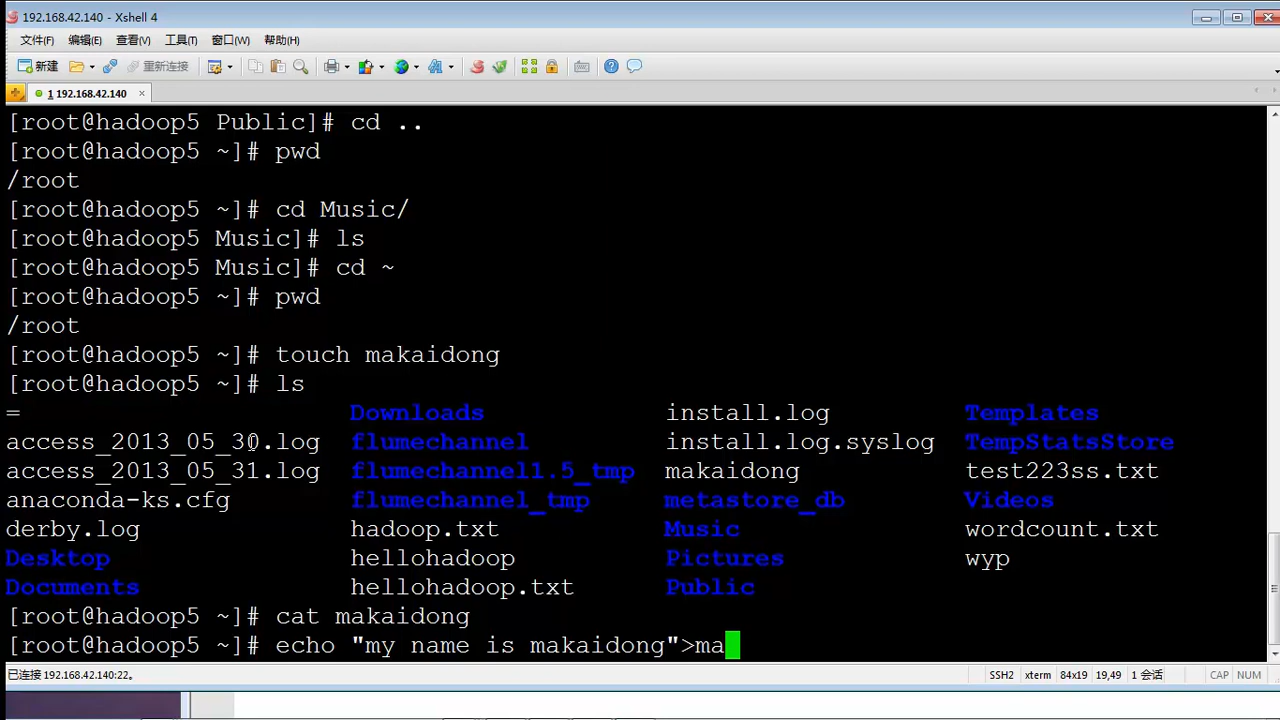 192.168.42.140 - Xshell 4
文件(F) 编辑(E) 查看(V) 工具(T) 窗口(W) 帮助(H)
新建 重新连接
1 192.168.42.140
[root@hadoop5 Public]# cd ..
[root@hadoop5 ~]# pwd
/root
[root@hadoop5 ~]# cd Music/
[root@hadoop5 Music]# ls
[root@hadoop5 Music]# cd ~
[root@hadoop5 ~]# pwd
/root
[root@hadoop5 ~]# touch makaidong
[root@hadoop5 ~]# ls
= Downloads install.log Templates
access_2013_05_30.log flumechannel install.log.syslog TempStatsStore
access_2013_05_31.log flumechannel1.5_tmp makaidong test223ss.txt
anaconda-ks.cfg flumechannel_tmp metastore_db Videos
derby.log hadoop.txt Music wordcount.txt
Desktop hellohadoop Pictures wyp
Documents hellohadoop.txt Public
[root@hadoop5 ~]# cat makaidong
[root@hadoop5 ~]# echo "my name is makaidong">ma
已连接 192.168.42.140:22。 SSH2 xterm 84x19 19,49 1 会话 CAP NUM